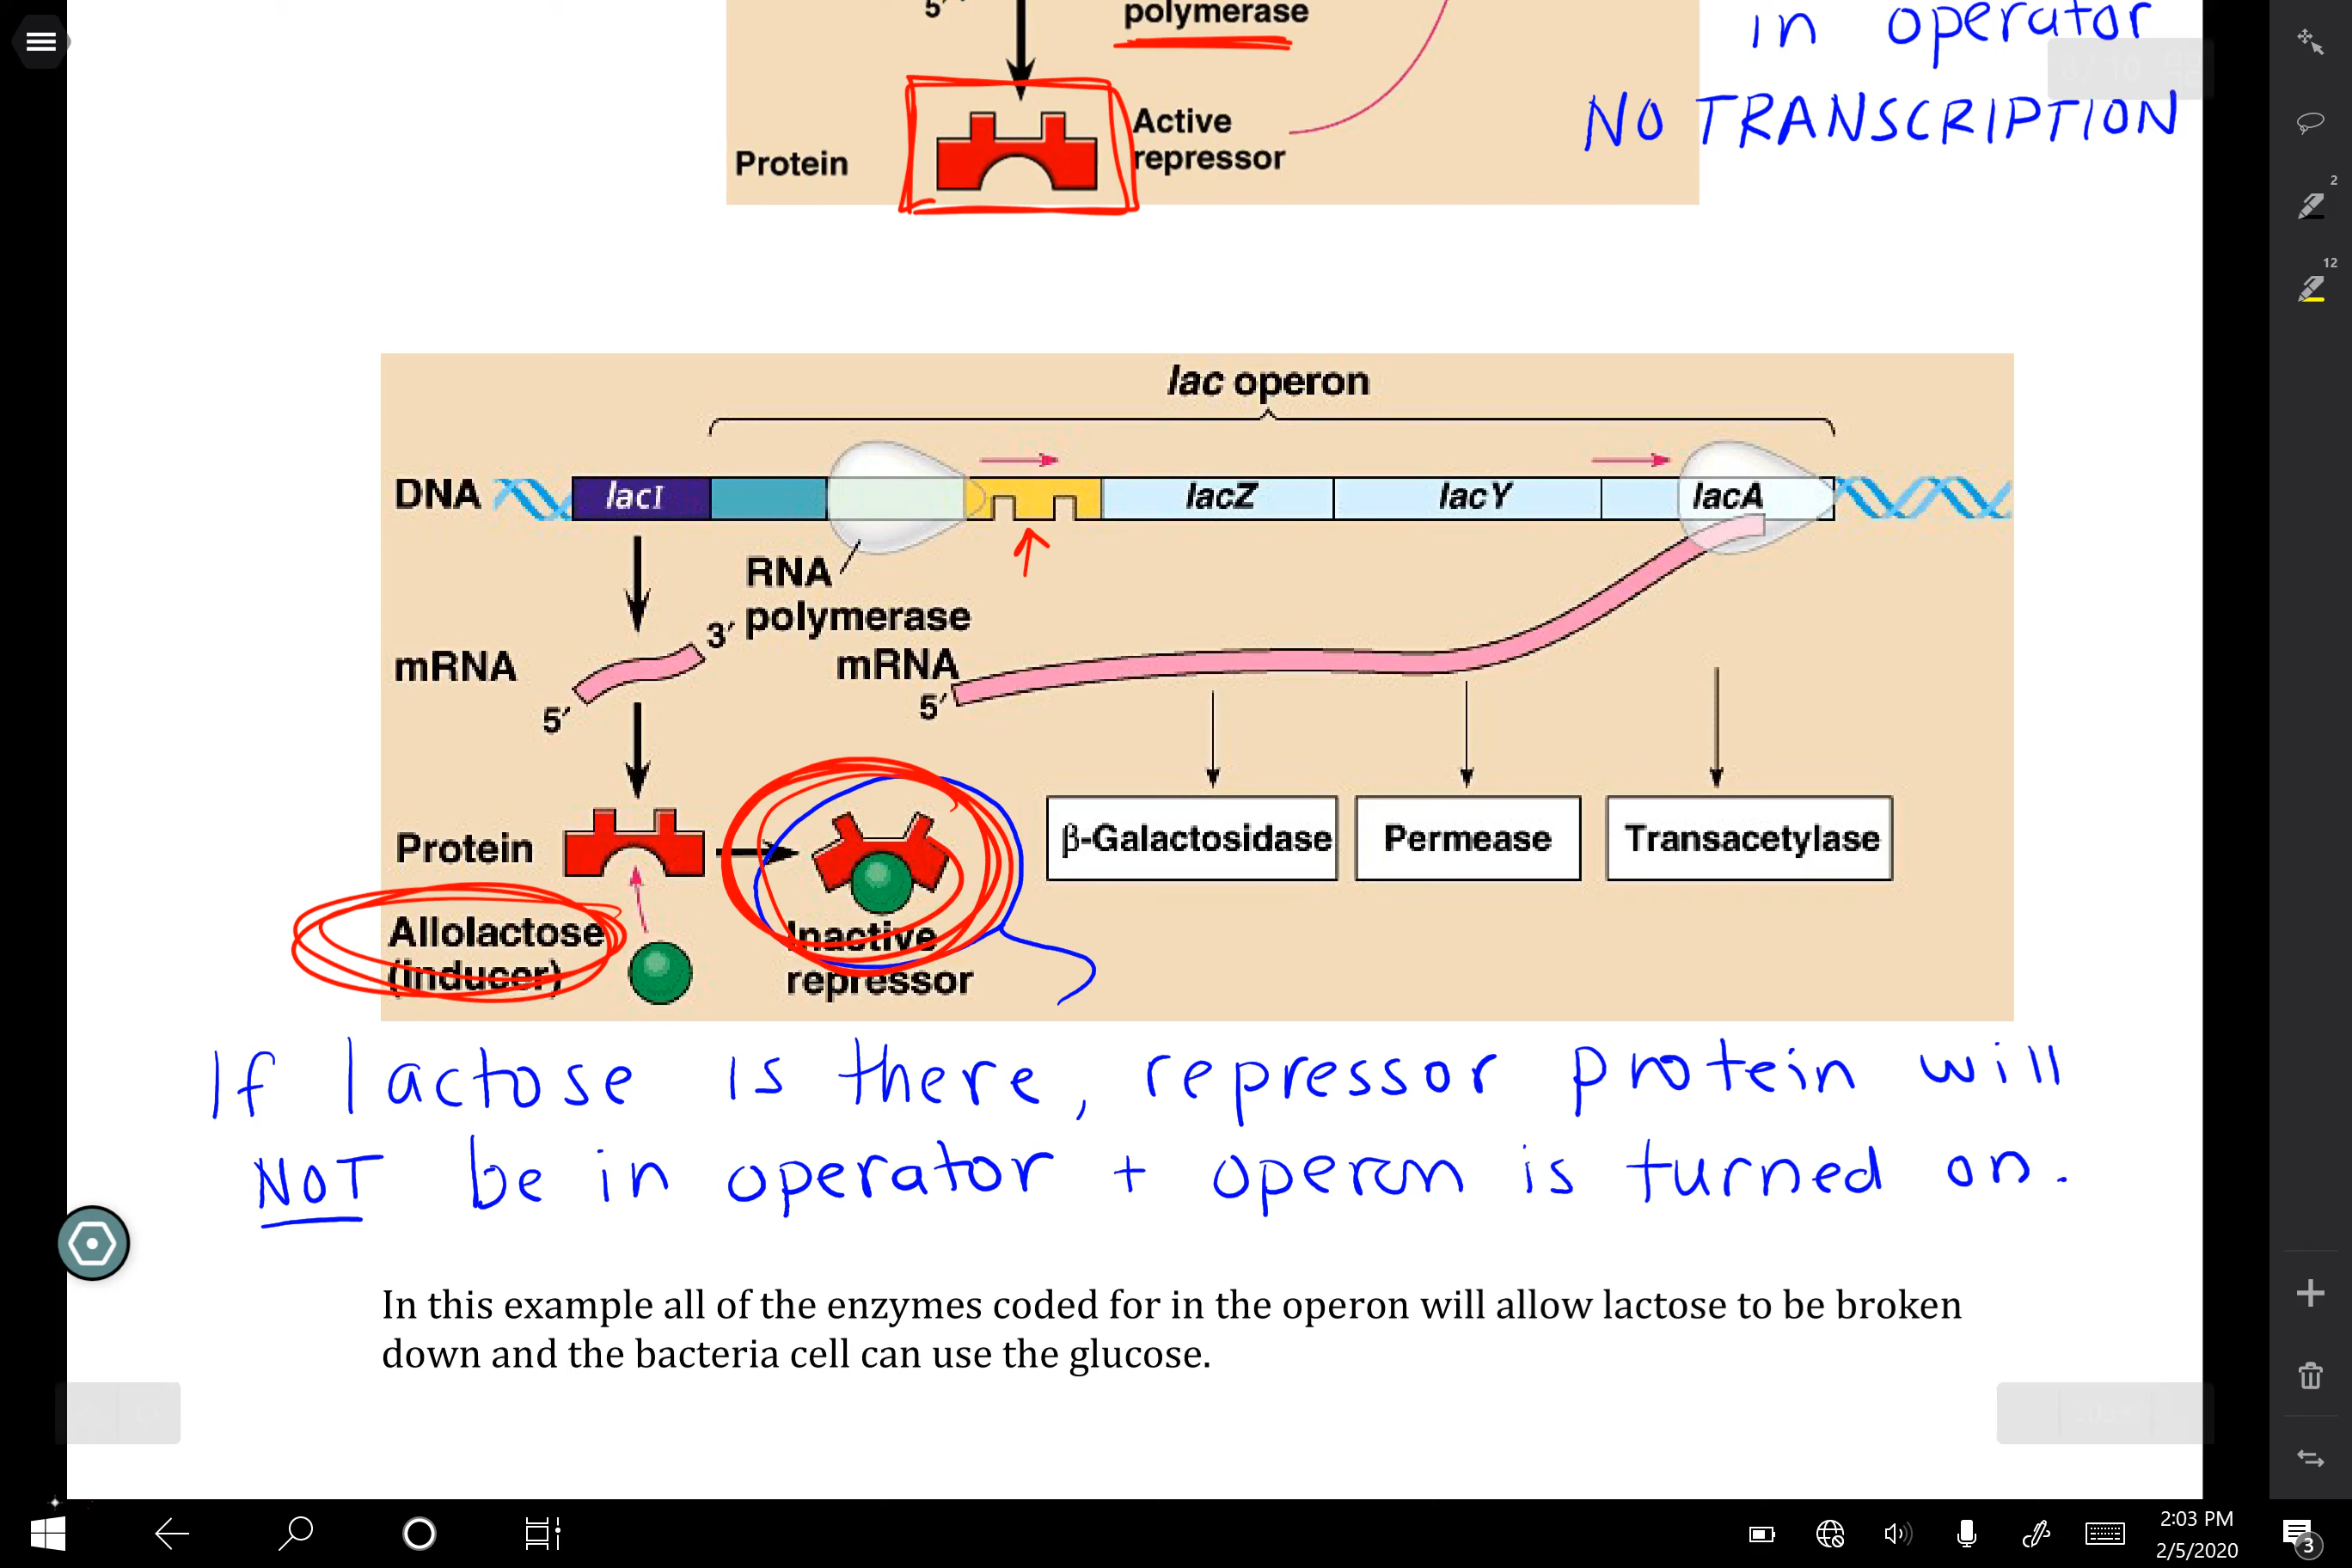 5′
polymerase
in operator
Active
repressor
NO TRANSCRIPTION
Protein
2
12
lac operon
DNA
lacI
lacZ
lacY
lacA
RNA
polymerase
3′
mRNA
5′
mRNA
5′
Protein
β-Galactosidase
Permease
Transacetylase
Allolactose
(inducer)
Inactive
repressor
If lactose is there, repressor protein will
NOT be in operator + operon is turned on.
In this example all of the enzymes coded for in the operon will allow lactose to be broken
down and the bacteria cell can use the glucose.
2:03 PM
2/5/2020
3